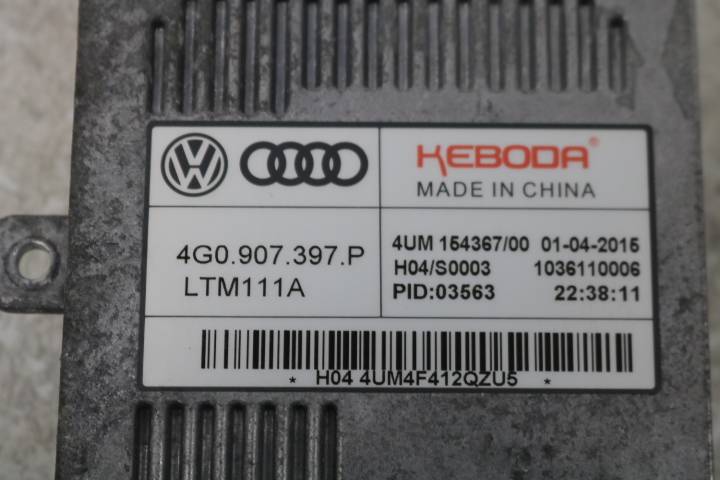 KEBODA®
MADE IN CHINA
4G0.907.397.P
LTM111A
4UM 154367/00 01-04-2015
H04/S0003 1036110006
PID:03563 22:38:11
* H04 4UM4F412QZU5 *